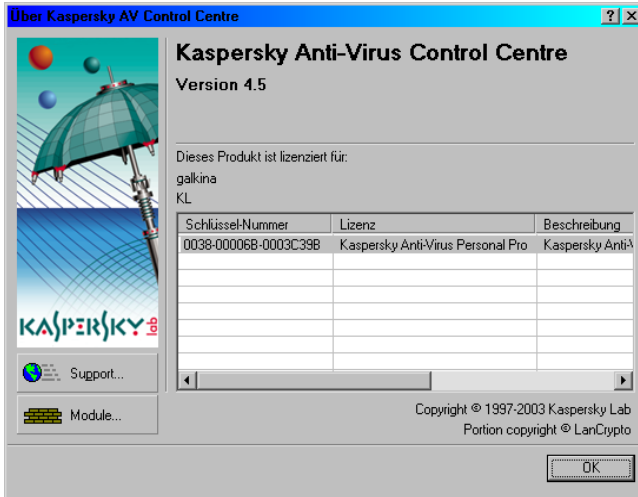 Über Kaspersky AV Control Centre
Kaspersky Anti-Virus Control Centre
Version 4.5
Dieses Produkt ist lizenziert für:
galkina
KL
Schlüssel-Nummer Lizenz Beschreibung
0038-00006B-0003C39B Kaspersky Anti-Virus Personal Pro Kaspersky Anti-V
KASPERSKY lab
Support...
Module...
Copyright © 1997-2003 Kaspersky Lab
Portion copyright © LanCrypto
OK